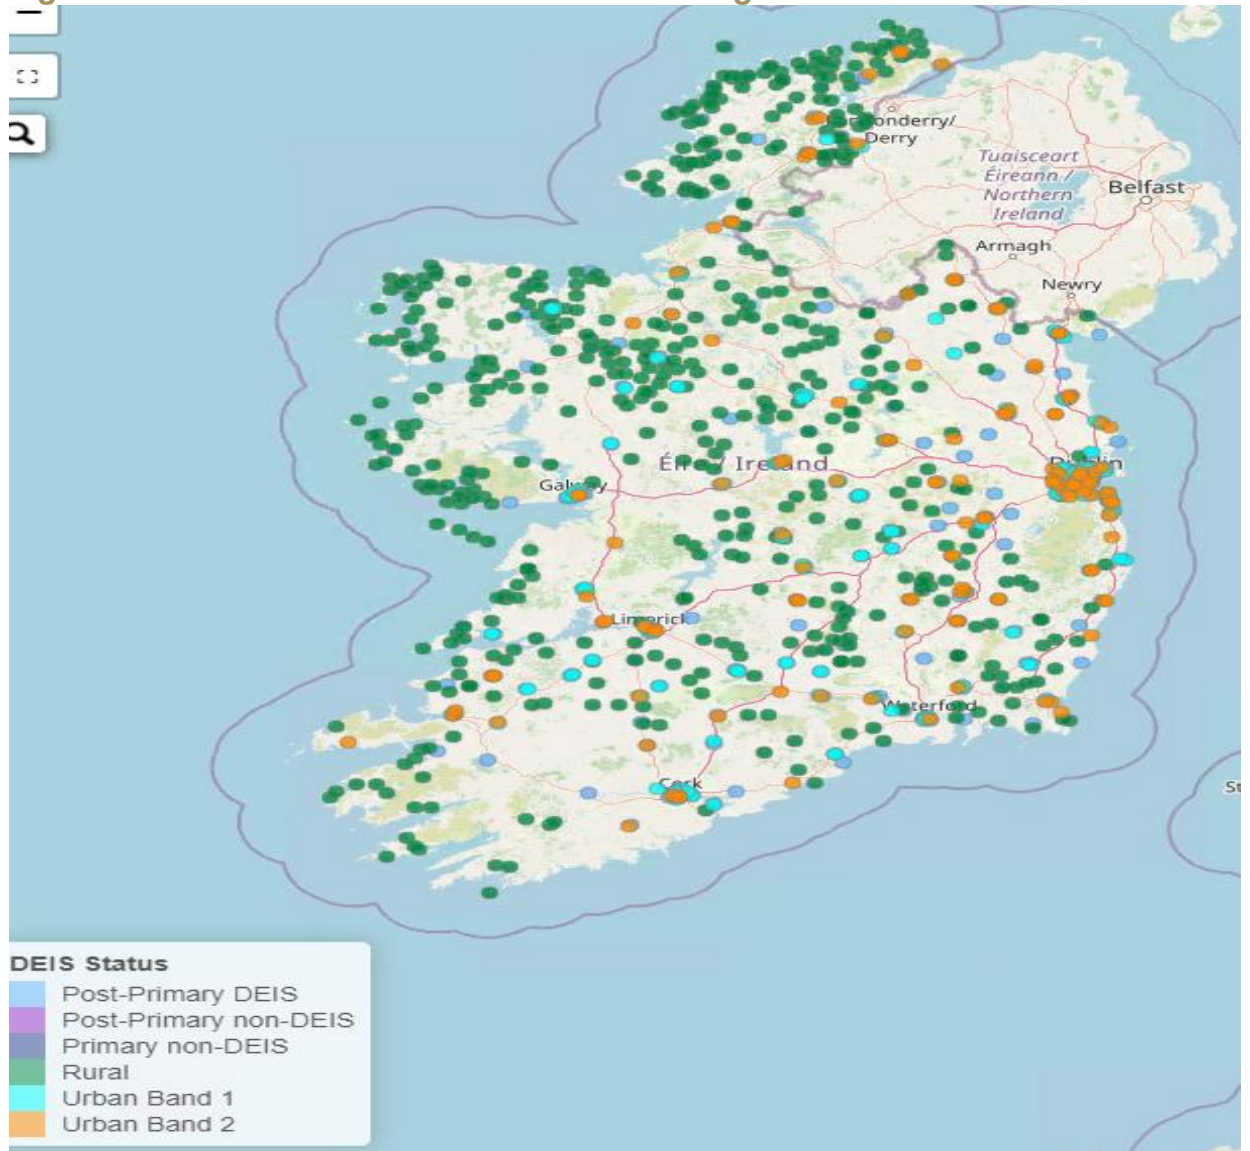 Londonderry/
Derry
Tuaisceart
Éireann /
Northern
Ireland
Belfast
Armagh
Newry
Éire / Ireland
Dublin
Galway
Limerick
Waterford
Cork
St
DEIS Status
Post-Primary DEIS
Post-Primary non-DEIS
Primary non-DEIS
Rural
Urban Band 1
Urban Band 2